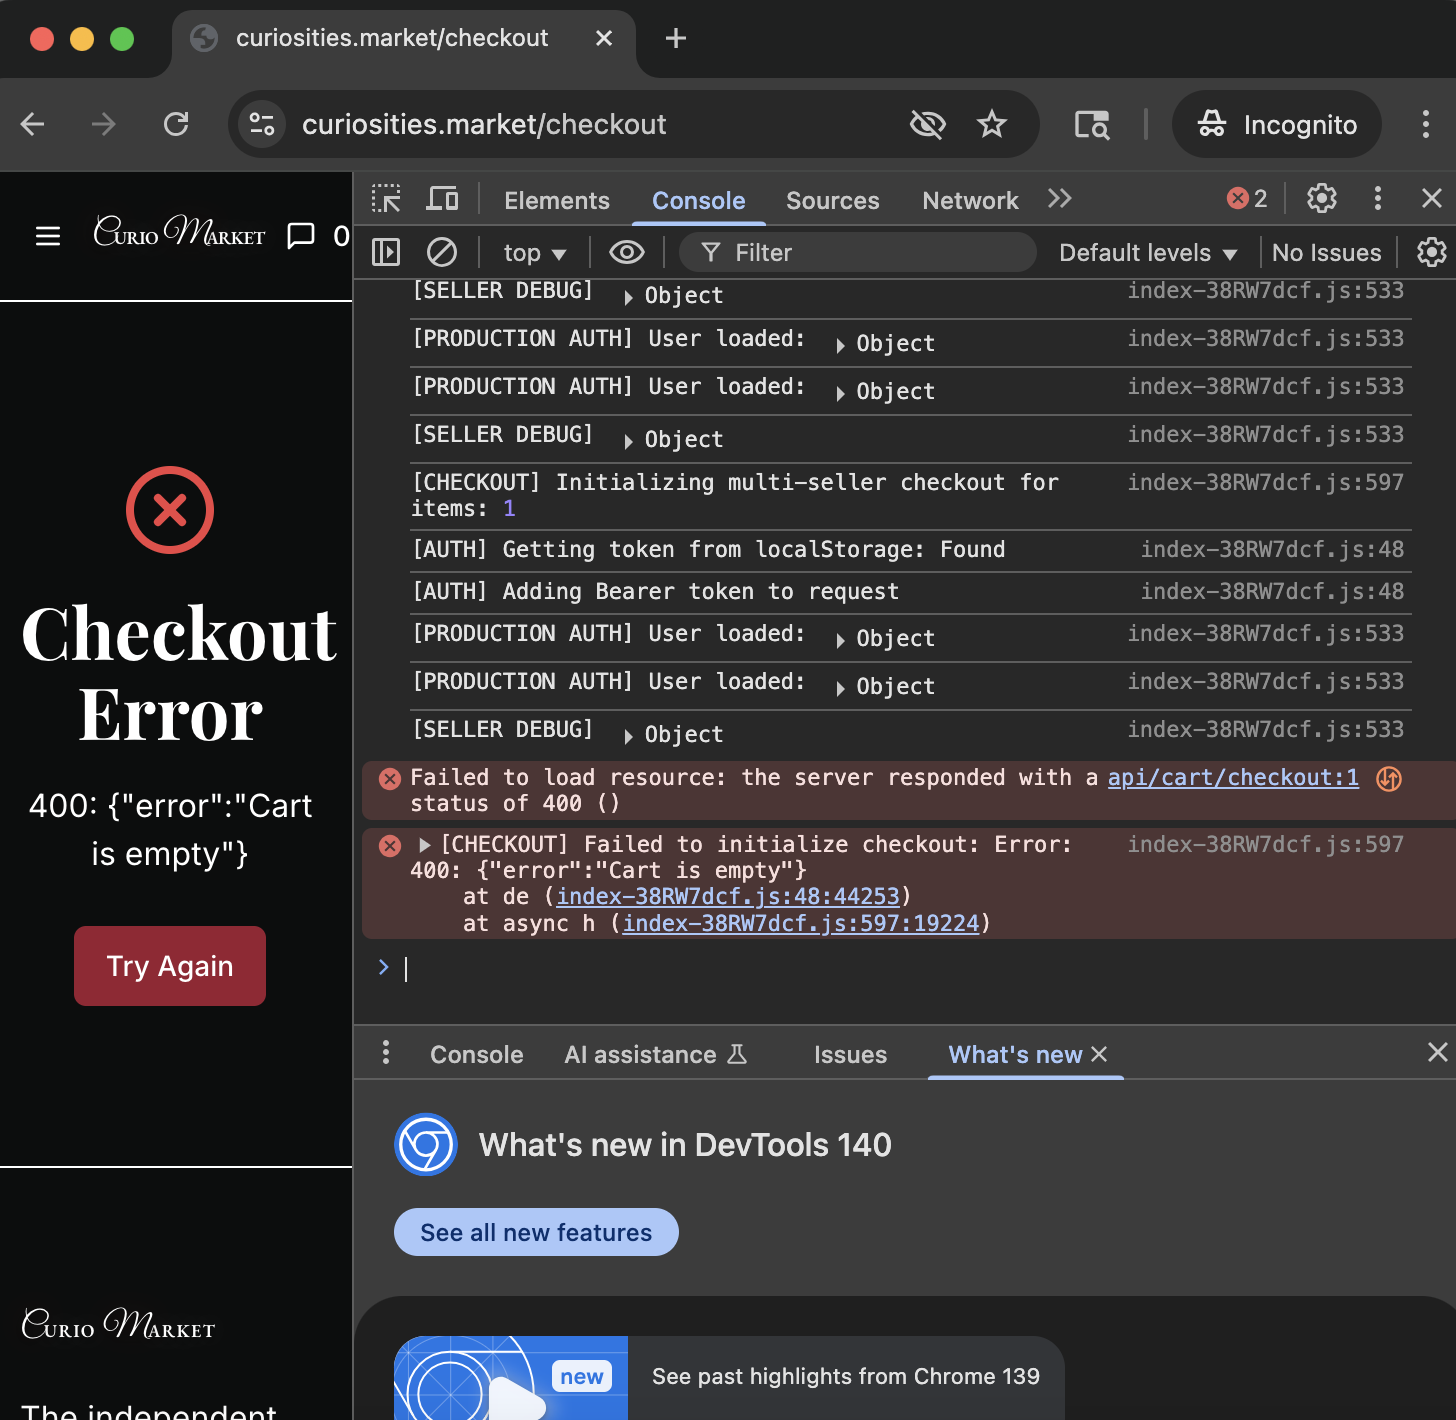 curiosities.market/checkout
curiosities.market/checkout
Incognito
CURIO MARKET
0
Checkout
Error
400: {"error":"Cart
is empty"}
Try Again
CURIO MARKET
The independent
Elements
Console
Sources
Network
2
top
Filter
Default levels
No Issues
[SELLER DEBUG] Object index-38RW7dcf.js:533
[PRODUCTION AUTH] User loaded: Object index-38RW7dcf.js:533
[PRODUCTION AUTH] User loaded: Object index-38RW7dcf.js:533
[SELLER DEBUG] Object index-38RW7dcf.js:533
[CHECKOUT] Initializing multi-seller checkout for index-38RW7dcf.js:597
items: 1
[AUTH] Getting token from localStorage: Found index-38RW7dcf.js:48
[AUTH] Adding Bearer token to request index-38RW7dcf.js:48
[PRODUCTION AUTH] User loaded: Object index-38RW7dcf.js:533
[PRODUCTION AUTH] User loaded: Object index-38RW7dcf.js:533
[SELLER DEBUG] Object index-38RW7dcf.js:533
Failed to load resource: the server responded with a api/cart/checkout:1
status of 400 ()
[CHECKOUT] Failed to initialize checkout: Error: index-38RW7dcf.js:597
400: {"error":"Cart is empty"}
at de (index-38RW7dcf.js:48:44253)
at async h (index-38RW7dcf.js:597:19224)
Console
AI assistance
Issues
What's new
What's new in DevTools 140
See all new features
new
See past highlights from Chrome 139